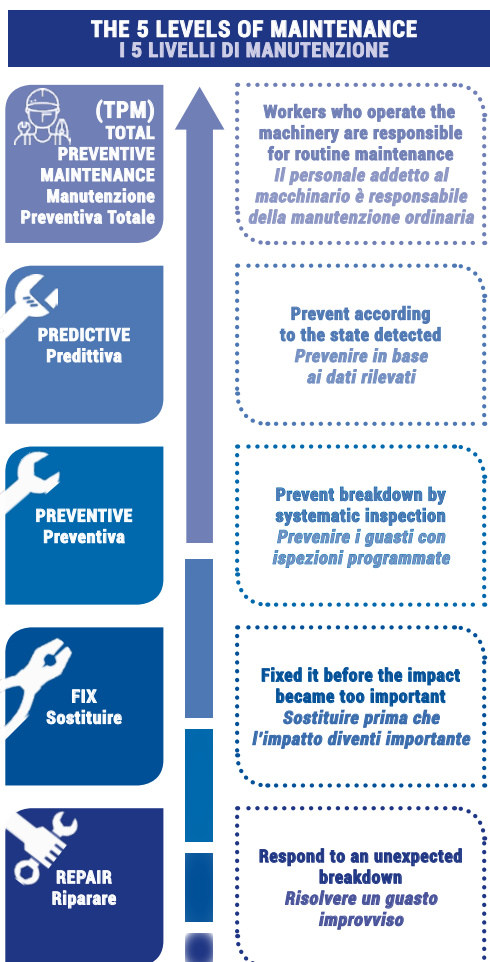 THE 5 LEVELS OF MAINTENANCE
I 5 LIVELLI DI MANUTENZIONE
(TPM)
TOTAL
PREVENTIVE
MAINTENANCE
Manutenzione
Preventiva Totale
Workers who operate the
machinery are responsible
for routine maintenance
Il personale addetto al
macchinario è responsabile
della manutenzione ordinaria
PREDICTIVE
Predittiva
Prevent according
to the state detected
Prevenire in base
ai dati rilevati
PREVENTIVE
Preventiva
Prevent breakdown by
systematic inspection
Prevenire i guasti con
ispezioni programmate
FIX
Sostituire
Fixed it before the impact
became too important
Sostituire prima che
l'impatto diventi importante
REPAIR
Riparare
Respond to an unexpected
breakdown
Risolvere un guasto
improvviso